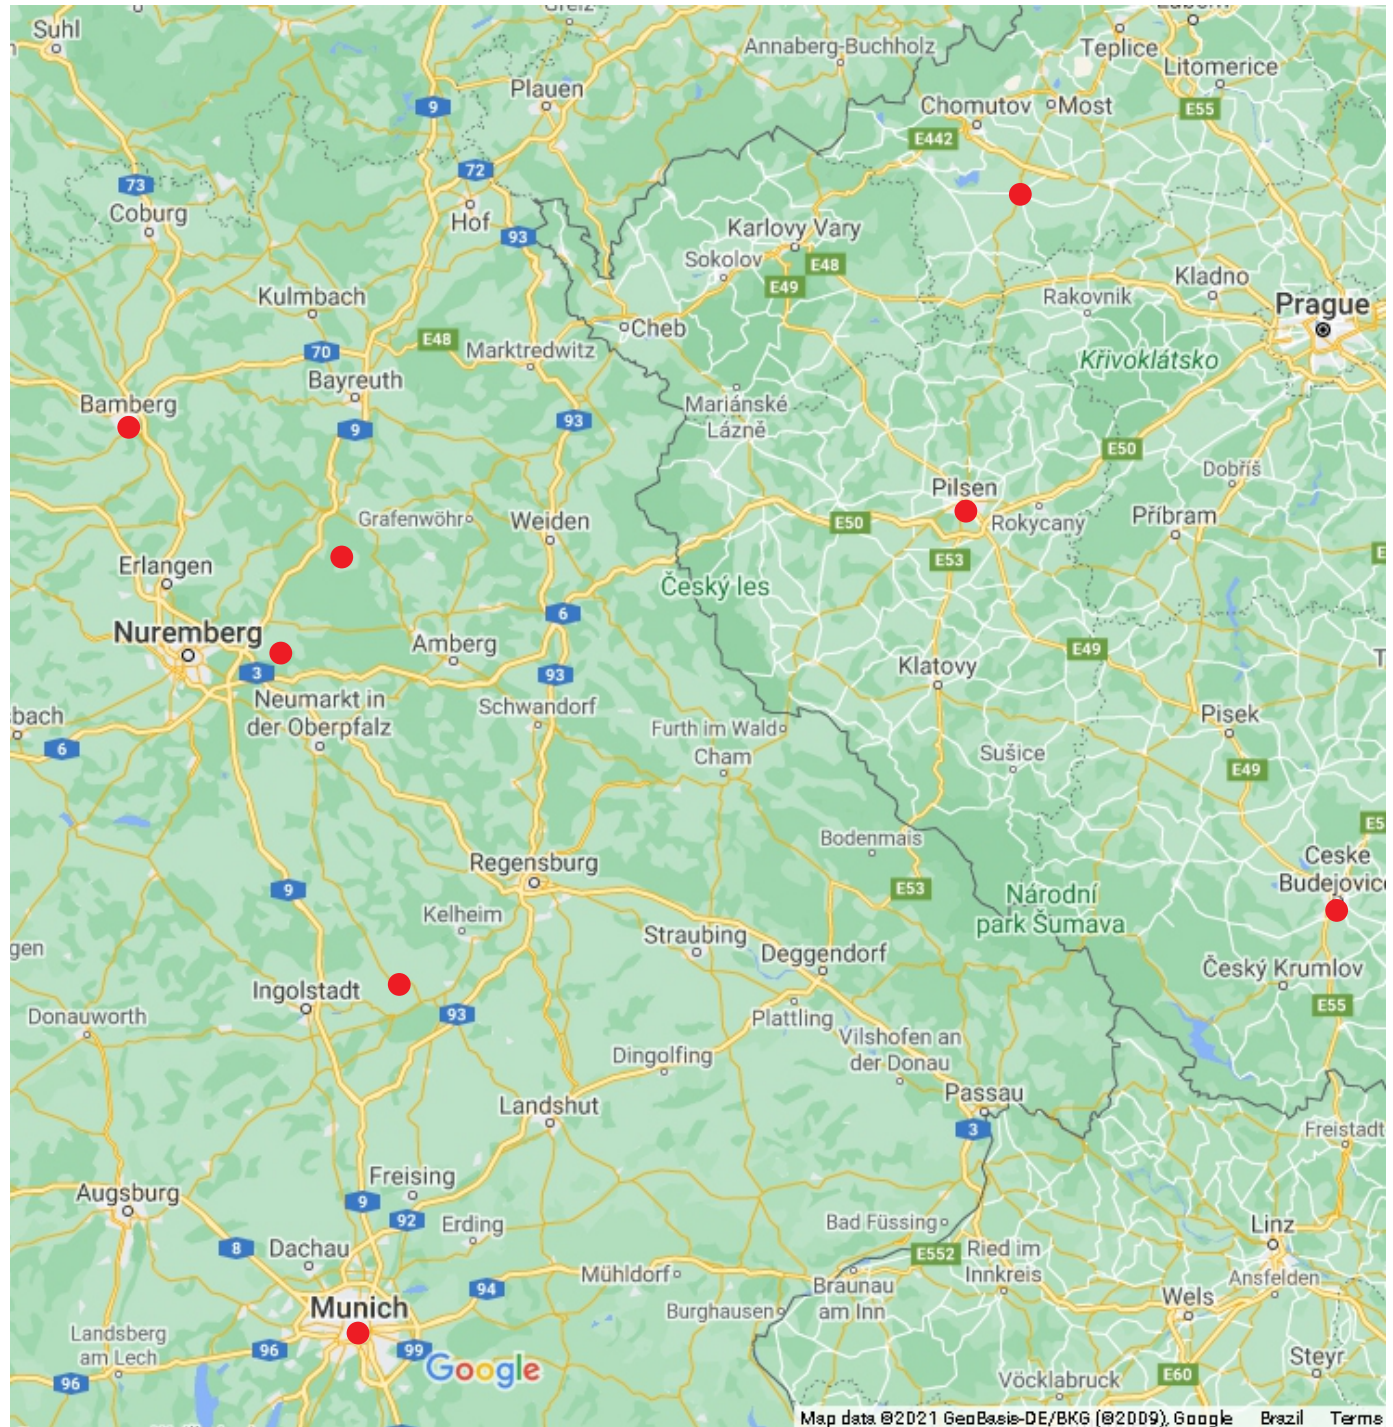 Suhl
Greiz
Annaberg-Buchholz
Teplice
Litomerice
Plauen
9
Chomutov
Most
E55
E442
72
73
Coburg
Hof
93
Karlovy Vary
Sokolov
E48
E49
Kladno
Rakovnik
Prague
Kulmbach
Cheb
E48
70
Marktredwitz
Křivoklátsko
Bayreuth
Bamberg
Mariánské
Lázně
9
93
E50
Dobříš
Pilsen
Grafenwöhr
Weiden
E50
Rokycany
Příbram
E53
Erlangen
Český les
6
Nuremberg
Amberg
E49
3
93
Klatovy
Neumarkt in
der Oberpfalz
Schwandorf
sbach
Furth im Wald
Pisek
6
Cham
Sušice
E49
E5
Bodenmais
Ceske
Budejovice
Regensburg
9
E53
Národní
park Šumava
Kelheim
Straubing
Deggendorf
gen
Český Krumlov
Ingolstadt
E55
Donauworth
93
Plattling
Vilshofen an
der Donau
Dingolfing
Passau
Landshut
3
Freistadt
Freising
Augsburg
9
92
Erding
Bad Füssing
Linz
8
Dachau
E552
Ried im
Innkreis
Mühldorf
Ansfelden
94
Braunau
am Inn
Munich
Burghausen
Wels
Landsberg
am Lech
96
99
Google
Steyr
96
Vöcklabruck
E60
Map data ©2021 GeoBasis-DE/BKG (©2009), Google Brazil Terms